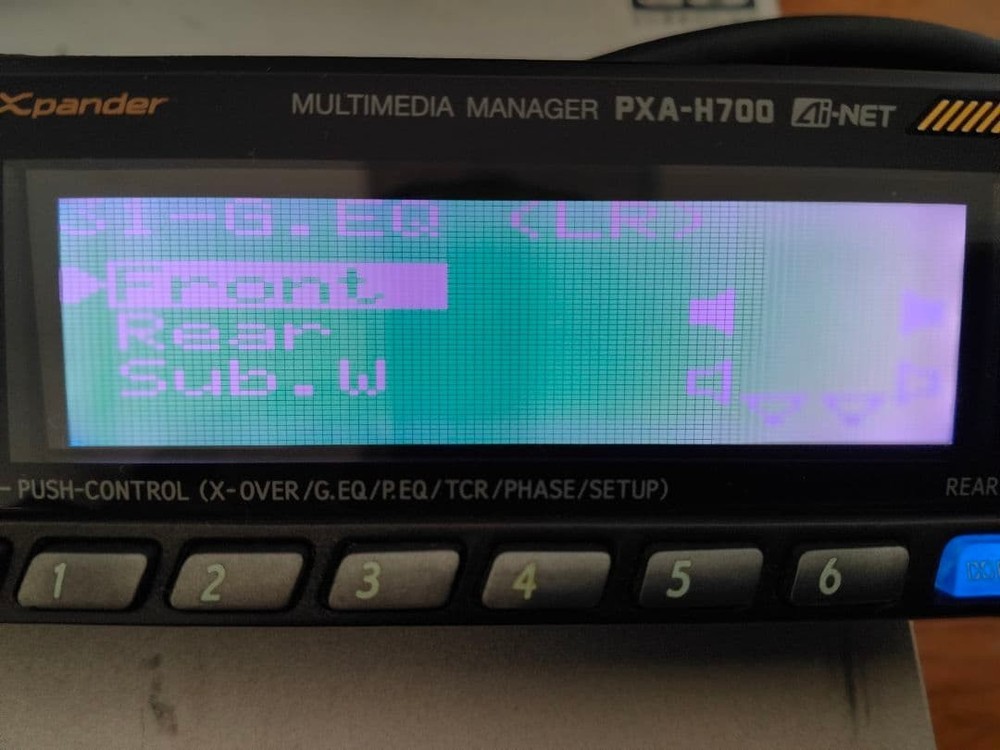 Xpander MULTIMEDIA MANAGER PXA-H700 Ai-NET
31-G.EQ <LR>
Front
Rear
Sub.W
PUSH-CONTROL (X-OVER/G.EQ/P.EQ/TCR/PHASE/SETUP) REAR
1 2 3 4 5 6